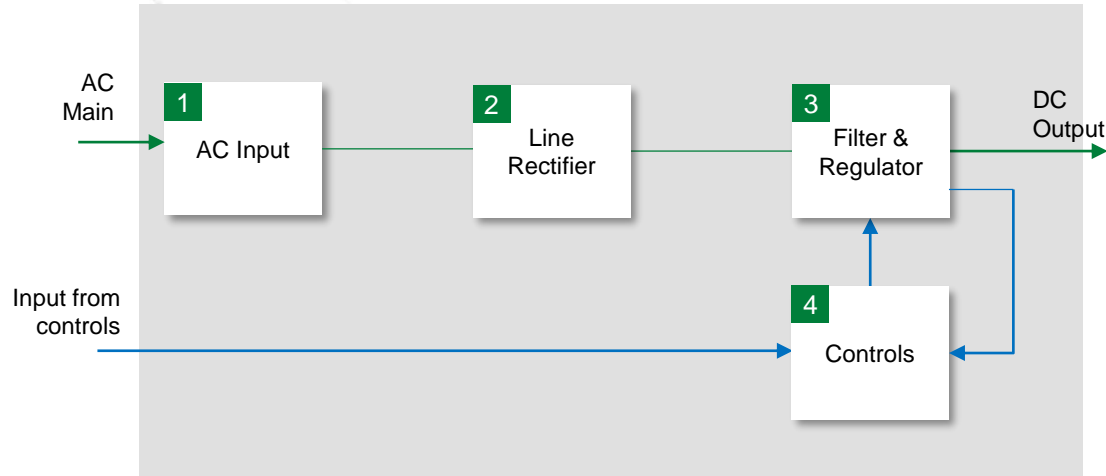 AC
Main
1
AC Input
2
Line
Rectifier
3
Filter &
Regulator
DC
Output
Input from
controls
4
Controls